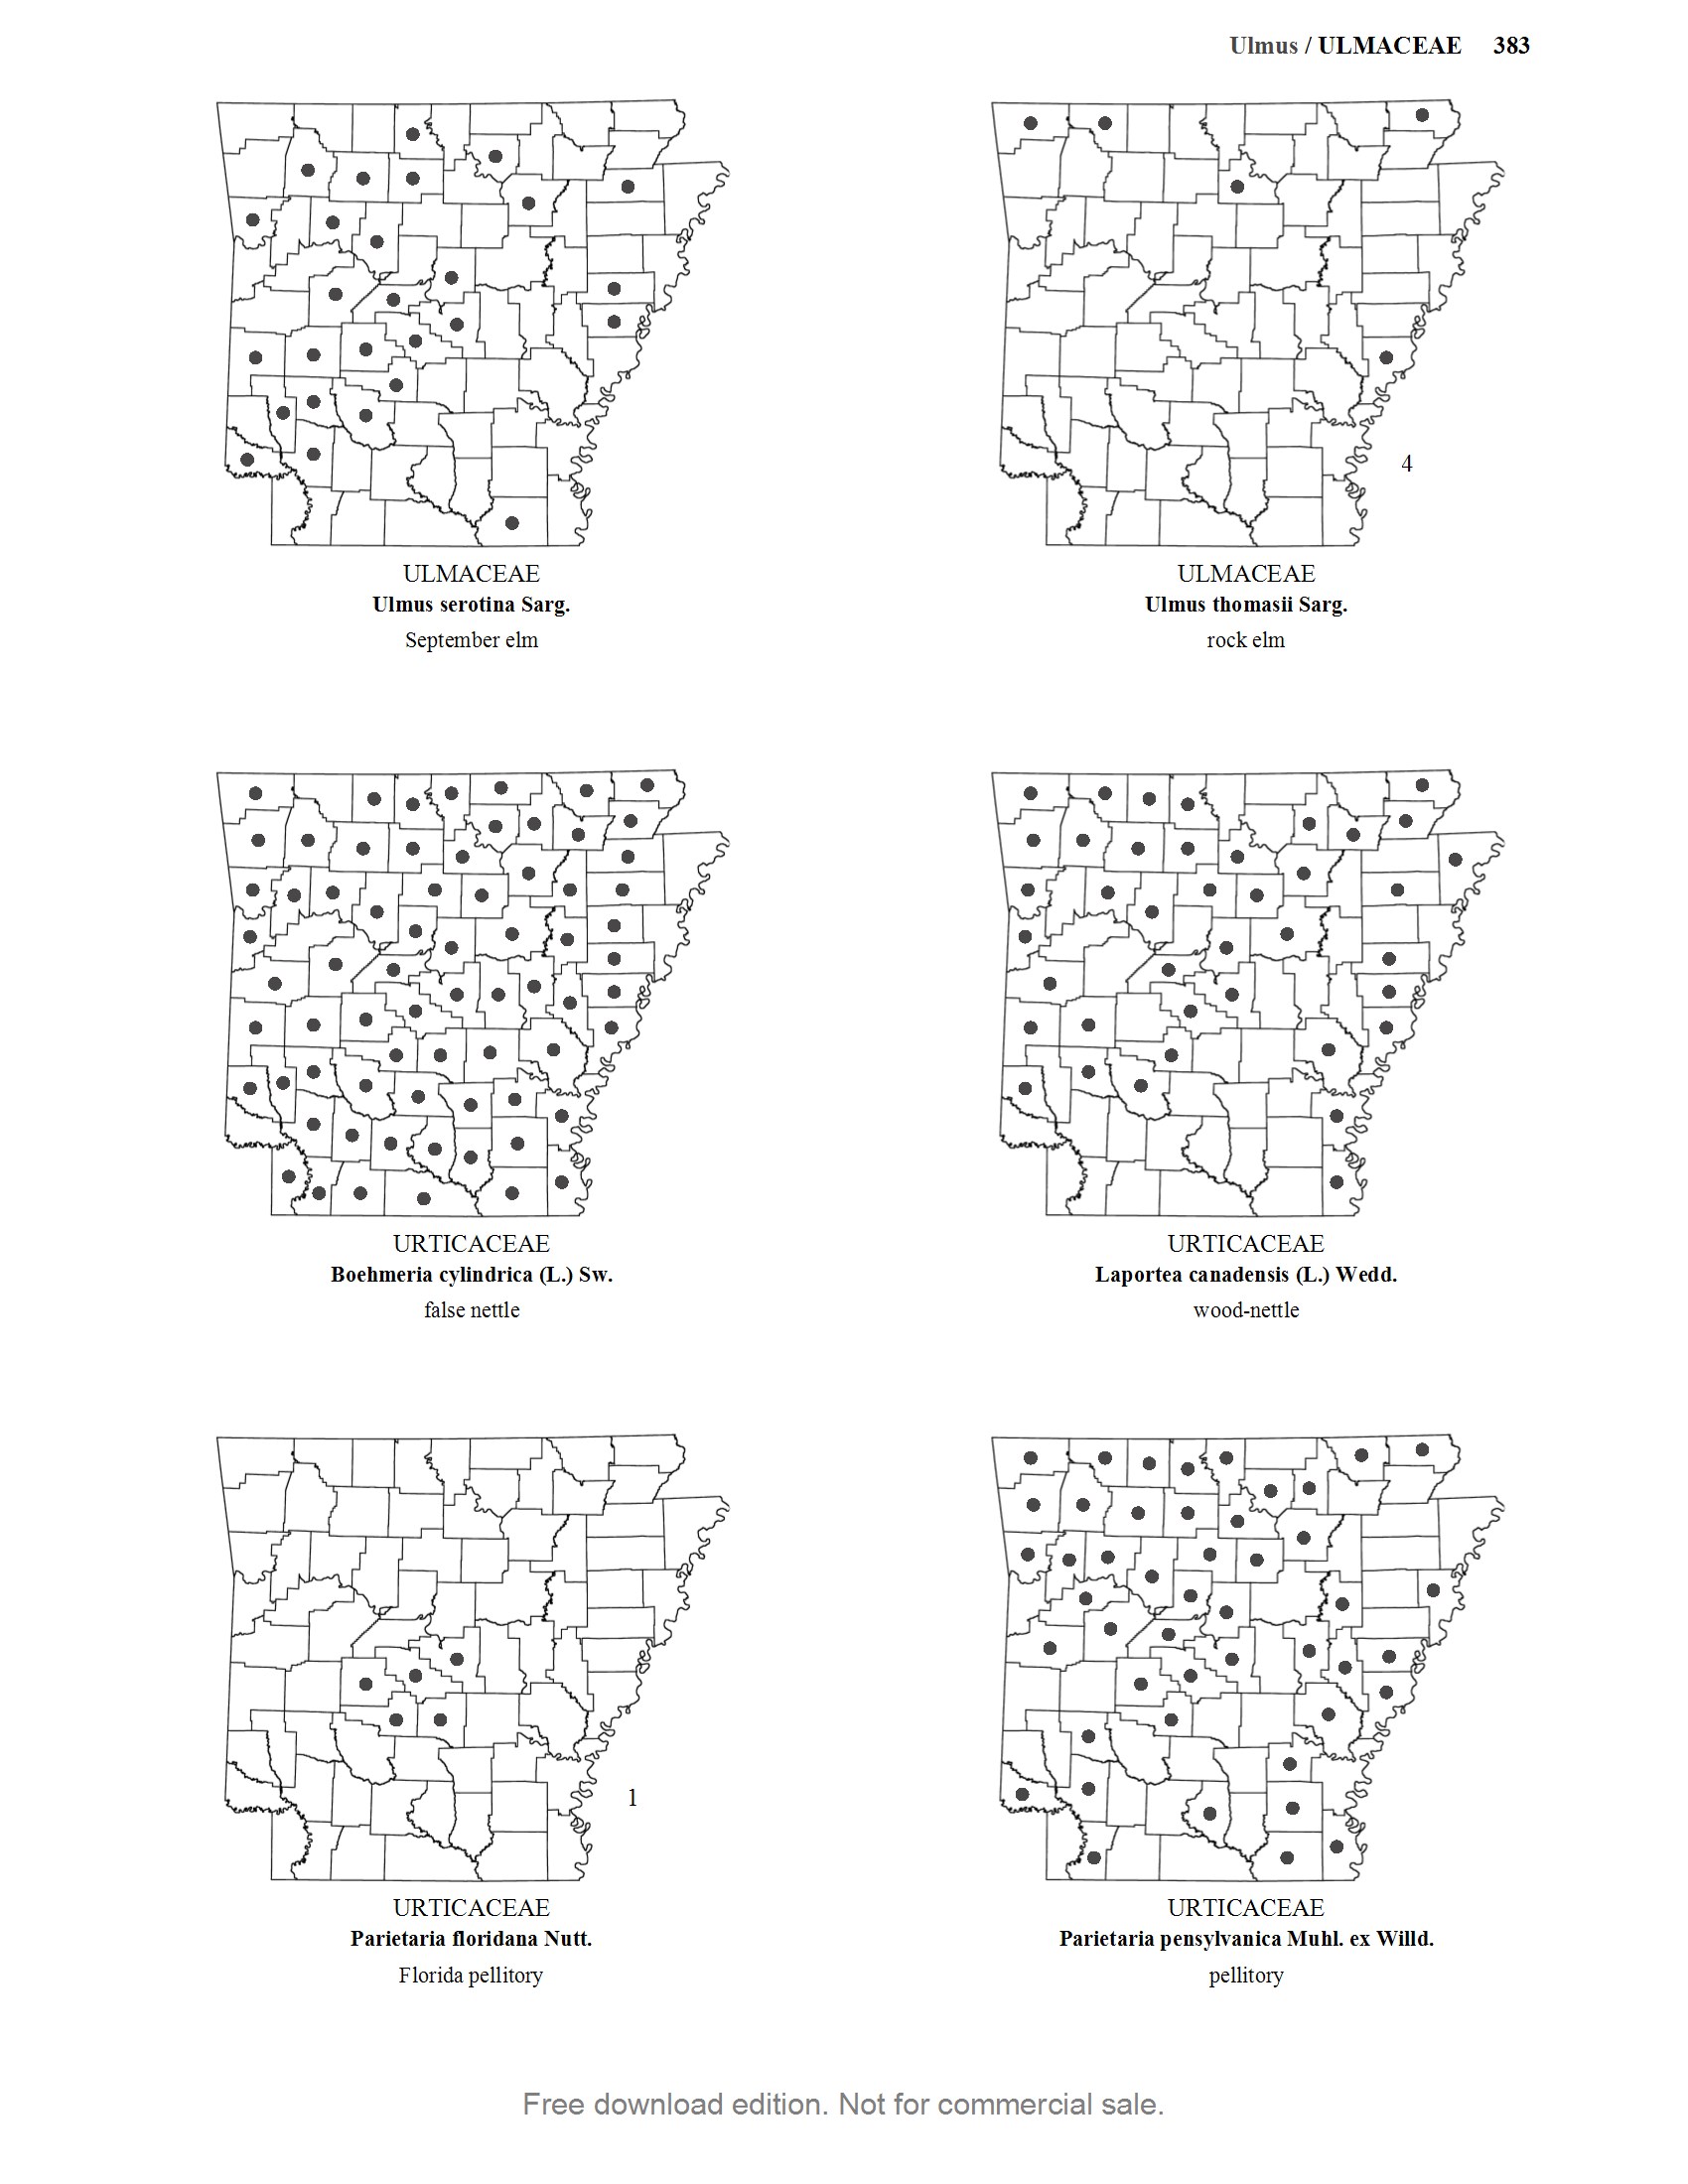 Ulmus / ULMACEAE 383
4
ULMACEAE
Ulmus serotina Sarg.
September elm
ULMACEAE
Ulmus thomasii Sarg.
rock elm
URTICACEAE
Boehmeria cylindrica (L.) Sw.
false nettle
URTICACEAE
Laportea canadensis (L.) Wedd.
wood-nettle
1
URTICACEAE
Parietaria floridana Nutt.
Florida pellitory
URTICACEAE
Parietaria pensylvanica Muhl. ex Willd.
pellitory
Free download edition. Not for commercial sale.